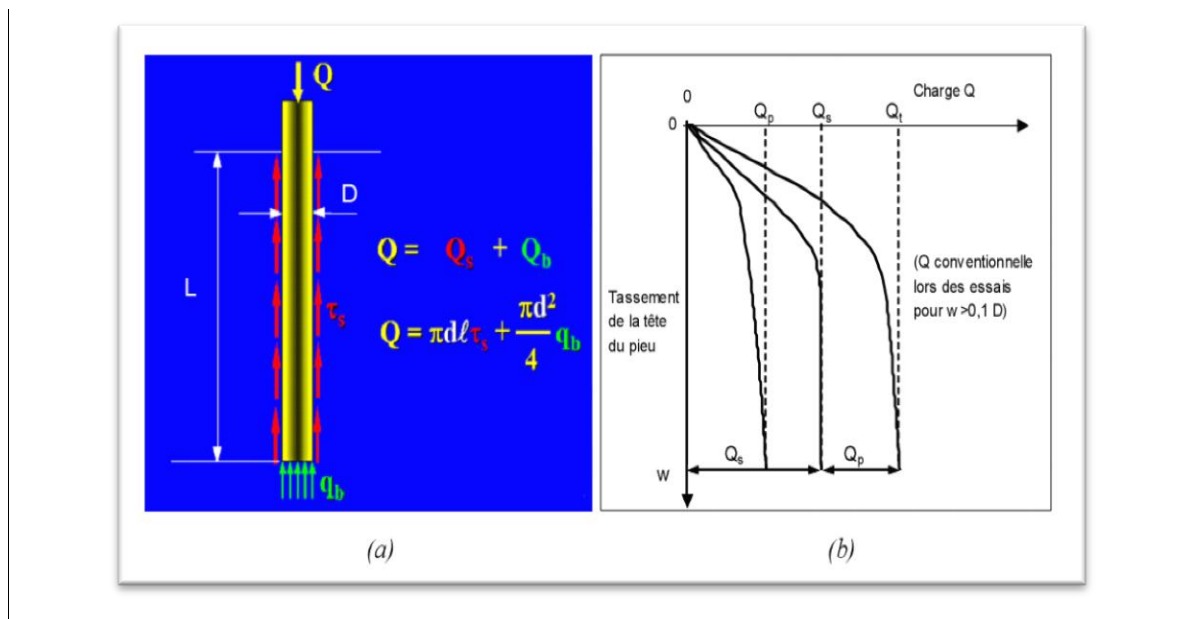 Q
D
L
τs
qb
Q = Qs + Qb
Q = πdℓτs + πd²/4 qb
(a)
Charge Q
0
Qp Qs Qt
0
Tassement
de la tête
du pieu
(Q conventionnelle
lors des essais
pour w >0,1 D)
Qs Qp
w
(b)